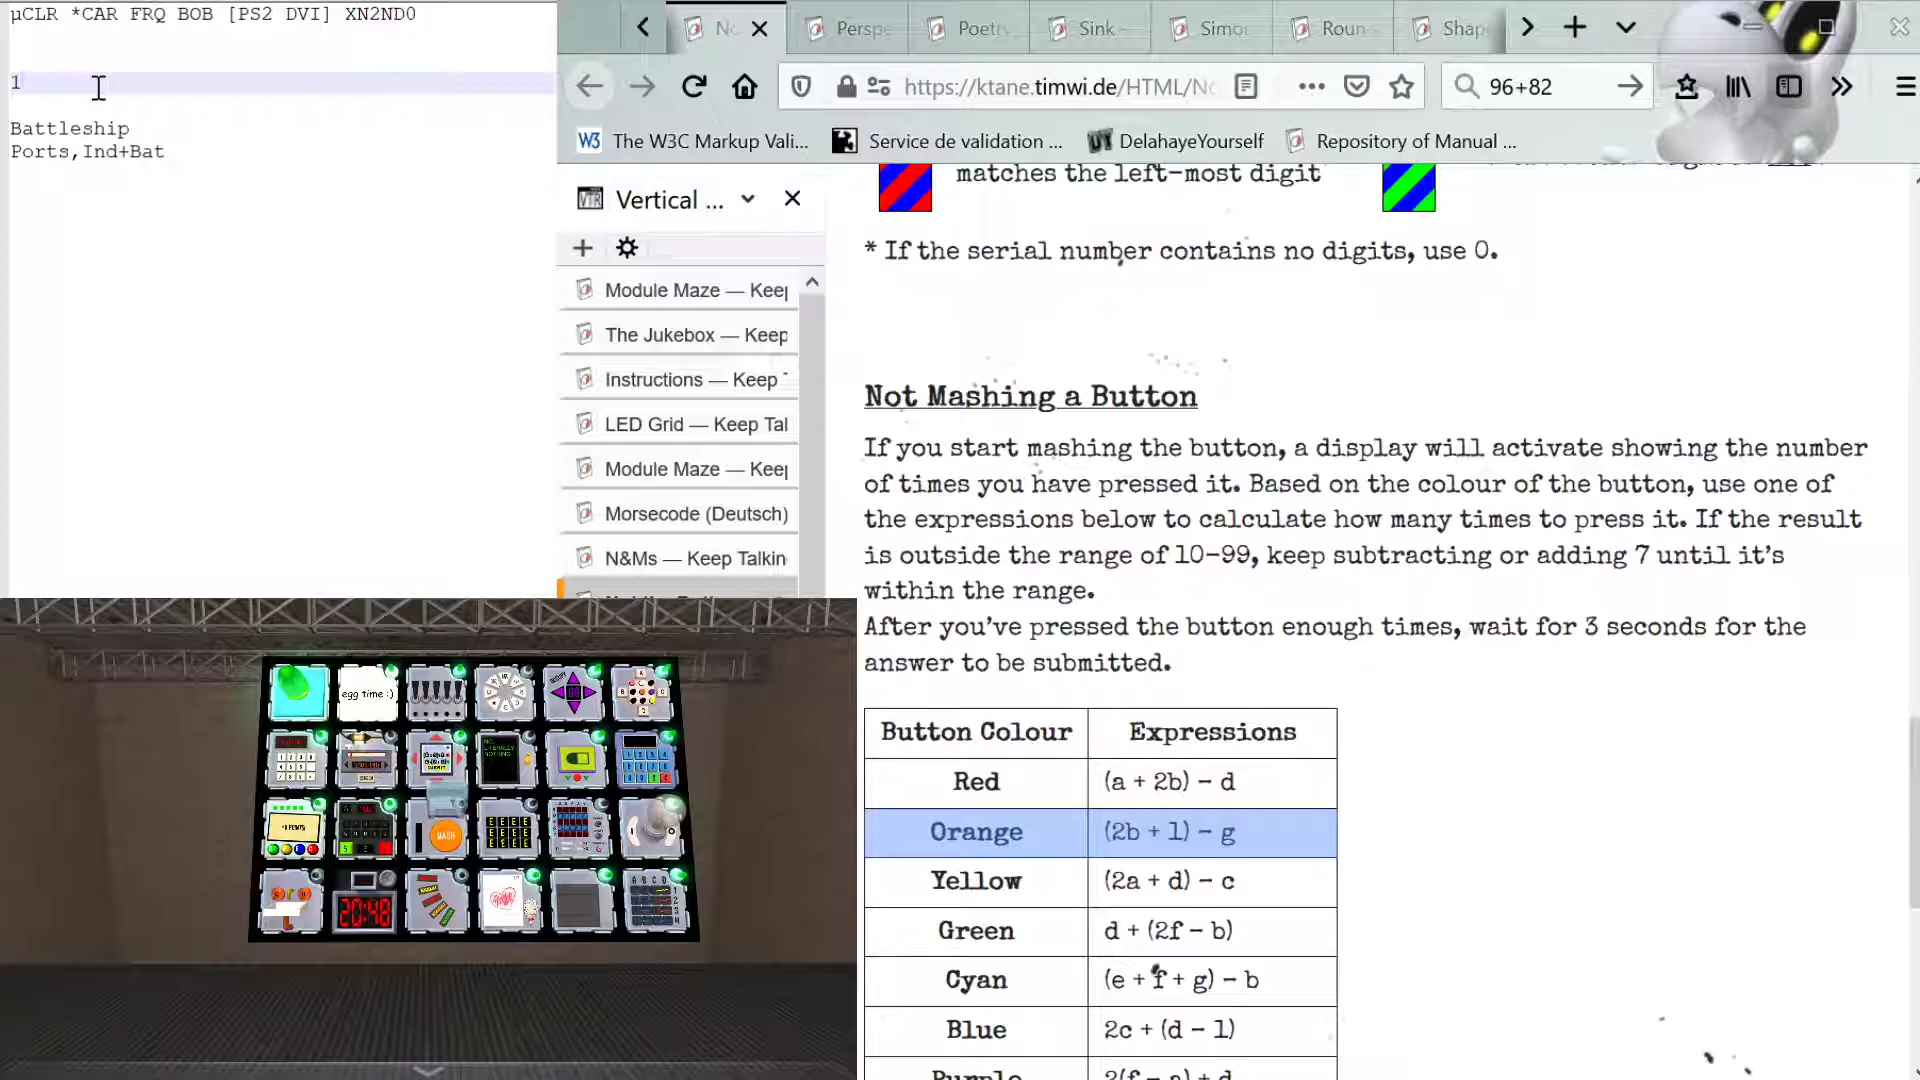 µCLR *CAR FRQ BOB [PS2 DVI] XN2ND0
1
Battleship
Ports,Ind+Bat
Poetry
Sink -
https://ktane.timwi.de/HTML/No
96+82
The W3C Markup Vali...
Service de validation ...
DelahayeYourself
Repository of Manual ...
Vertical ...
Module Maze — Keep
The Jukebox — Keep
Instructions — Keep
LED Grid — Keep Tal
Module Maze — Keep
Morsecode (Deutsch)
N&Ms — Keep Talkin
matches the left-most digit
* If the serial number contains no digits, use 0.
Not Mashing a Button
If you start mashing the button, a display will activate showing the number
of times you have pressed it. Based on the colour of the button, use one of
the expressions below to calculate how many times to press it. If the result
is outside the range of 10-99, keep subtracting or adding 7 until it's
within the range.
After you've pressed the button enough times, wait for 3 seconds for the
answer to be submitted.
Button Colour Expressions
Red (a + 2b) - d
Orange (2b + 1) - g
Yellow (2a + d) - c
Green d + (2f - b)
Cyan (e + f + g) - b
Blue 2c + (d - 1)
Purple 2(f - a) + d
egg time :)
MASH
20:48